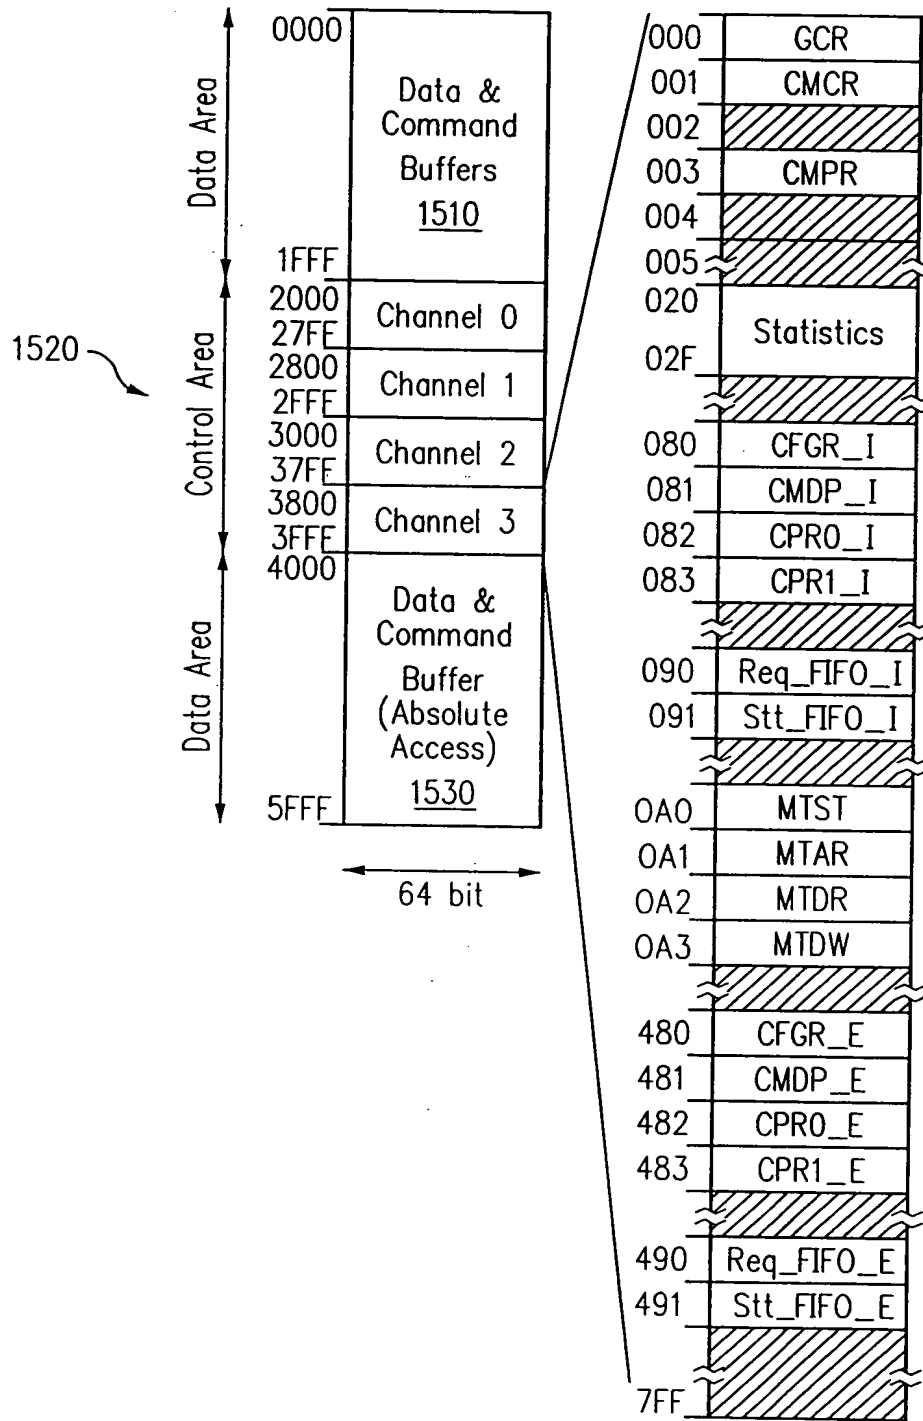 1520
Data Area
Control Area
Data Area
0000
Data &
Command
Buffers
1510
1FFF
2000
Channel 0
27FE
2800
Channel 1
2FFE
3000
Channel 2
37FE
3800
Channel 3
3FFE
4000
Data &
Command
Buffer
(Absolute
Access)
1530
5FFF
64 bit
000 GCR
001 CMCR
002
003 CMPR
004
005
020
Statistics
02F
080 CFGR_I
081 CMDP_I
082 CPR0_I
083 CPR1_I
090 Req_FIFO_I
091 Stt_FIFO_I
0A0 MTST
0A1 MTAR
0A2 MTDR
0A3 MTDW
480 CFGR_E
481 CMDP_E
482 CPR0_E
483 CPR1_E
490 Req_FIFO_E
491 Stt_FIFO_E
7FF